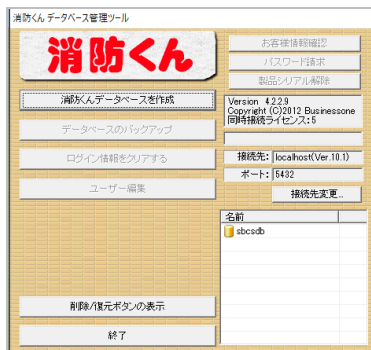 消防くん データベース管理ツール
消防くん
お客様情報確認
パスワード請求
製品シリアル解除
消防くんデータベースを作成
データベースのバックアップ
ログイン情報をクリアする
ユーザー編集
Version 4.2.2.9
Copyright (C)2012 Businessone
同時接続ライセンス：5
接続先： localhost(Ver.10.1)
ポート： 5432
接続先変更...
名前
sbcsdb
削除/復元ボタンの表示
終了